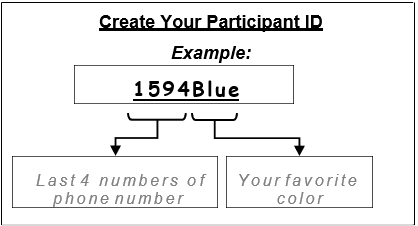 Create Your Participant ID
Example:
1594Blue
Last 4 numbers of
phone number
Your favorite
color